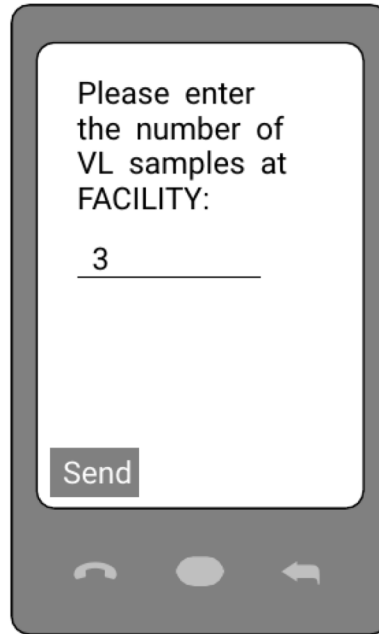 Please enter
the number of
VL samples at
FACILITY:
3
Send